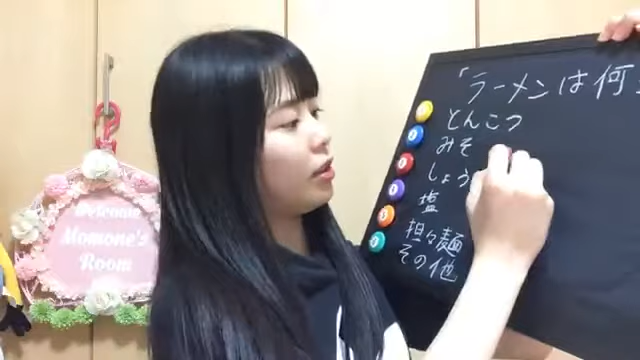 Welcome
Momone's
Room
「ラーメンは何
とんこつ
みそ
しょう
塩
担々麺
その他